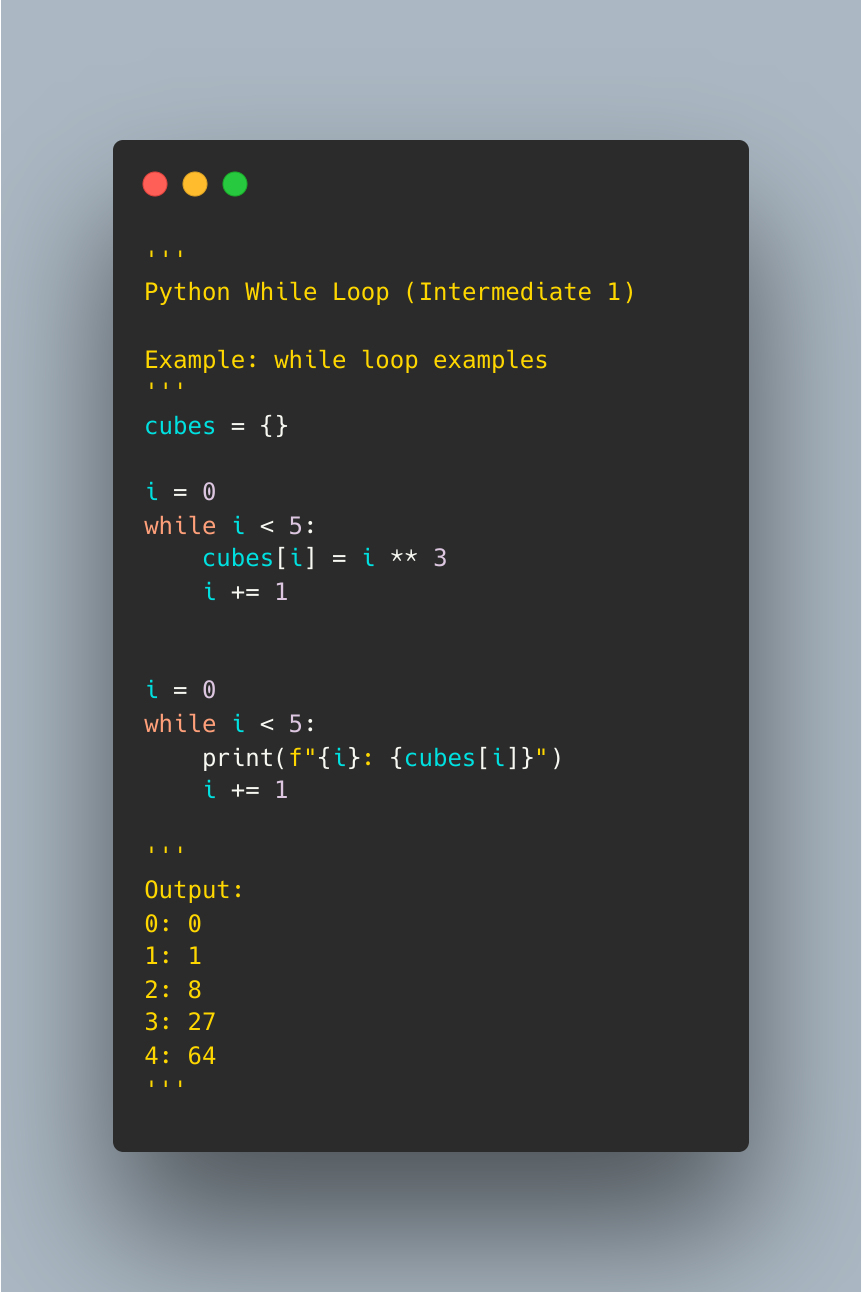 '''
Python While Loop (Intermediate 1)

Example: while loop examples
'''
cubes = {}

i = 0
while i < 5:
    cubes[i] = i ** 3
    i += 1


i = 0
while i < 5:
    print(f"{i}: {cubes[i]}")
    i += 1

'''
Output:
0: 0
1: 1
2: 8
3: 27
4: 64
'''